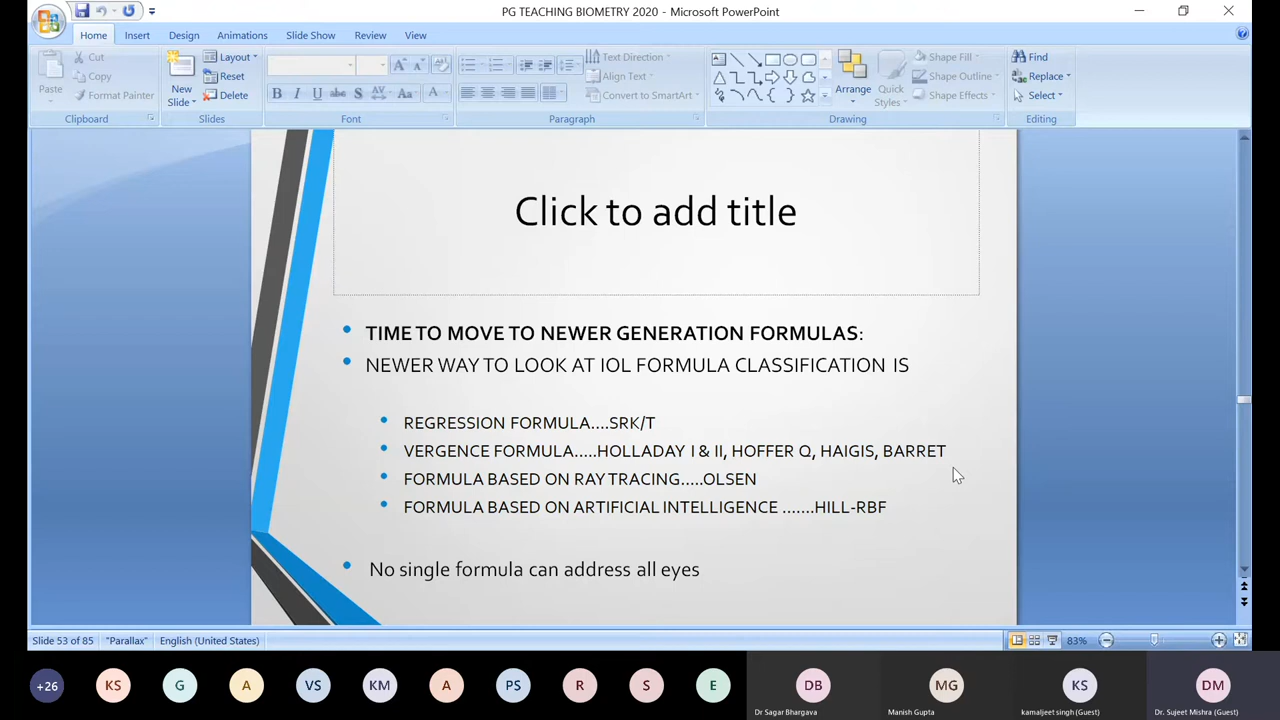 PG TEACHING BIOMETRY 2020 - Microsoft PowerPoint
Home Insert Design Animations Slide Show Review View
Paste
Cut
Copy
Format Painter
Clipboard
New Slide
Layout
Reset
Delete
Slides
B I U abe S AV Aa A
Font
Text Direction
Align Text
Convert to SmartArt
Paragraph
Arrange
Quick Styles
Shape Fill
Shape Outline
Shape Effects
Drawing
Find
Replace
Select
Editing
Click to add title
TIME TO MOVE TO NEWER GENERATION FORMULAS:
NEWER WAY TO LOOK AT IOL FORMULA CLASSIFICATION IS
REGRESSION FORMULA....SRK/T
VERGENCE FORMULA.....HOLLADAY I & II, HOFFER Q, HAIGIS, BARRET
FORMULA BASED ON RAY TRACING.....OLSEN
FORMULA BASED ON ARTIFICIAL INTELLIGENCE .......HILL-RBF
No single formula can address all eyes
Slide 53 of 85 "Parallax" English (United States) 83%
+26 KS G A VS KM A PS R S E DB MG KS DM
Dr Sagar Bhargava Manish Gupta kamaljeet singh (Guest) Dr. Sujeet Mishra (Guest)